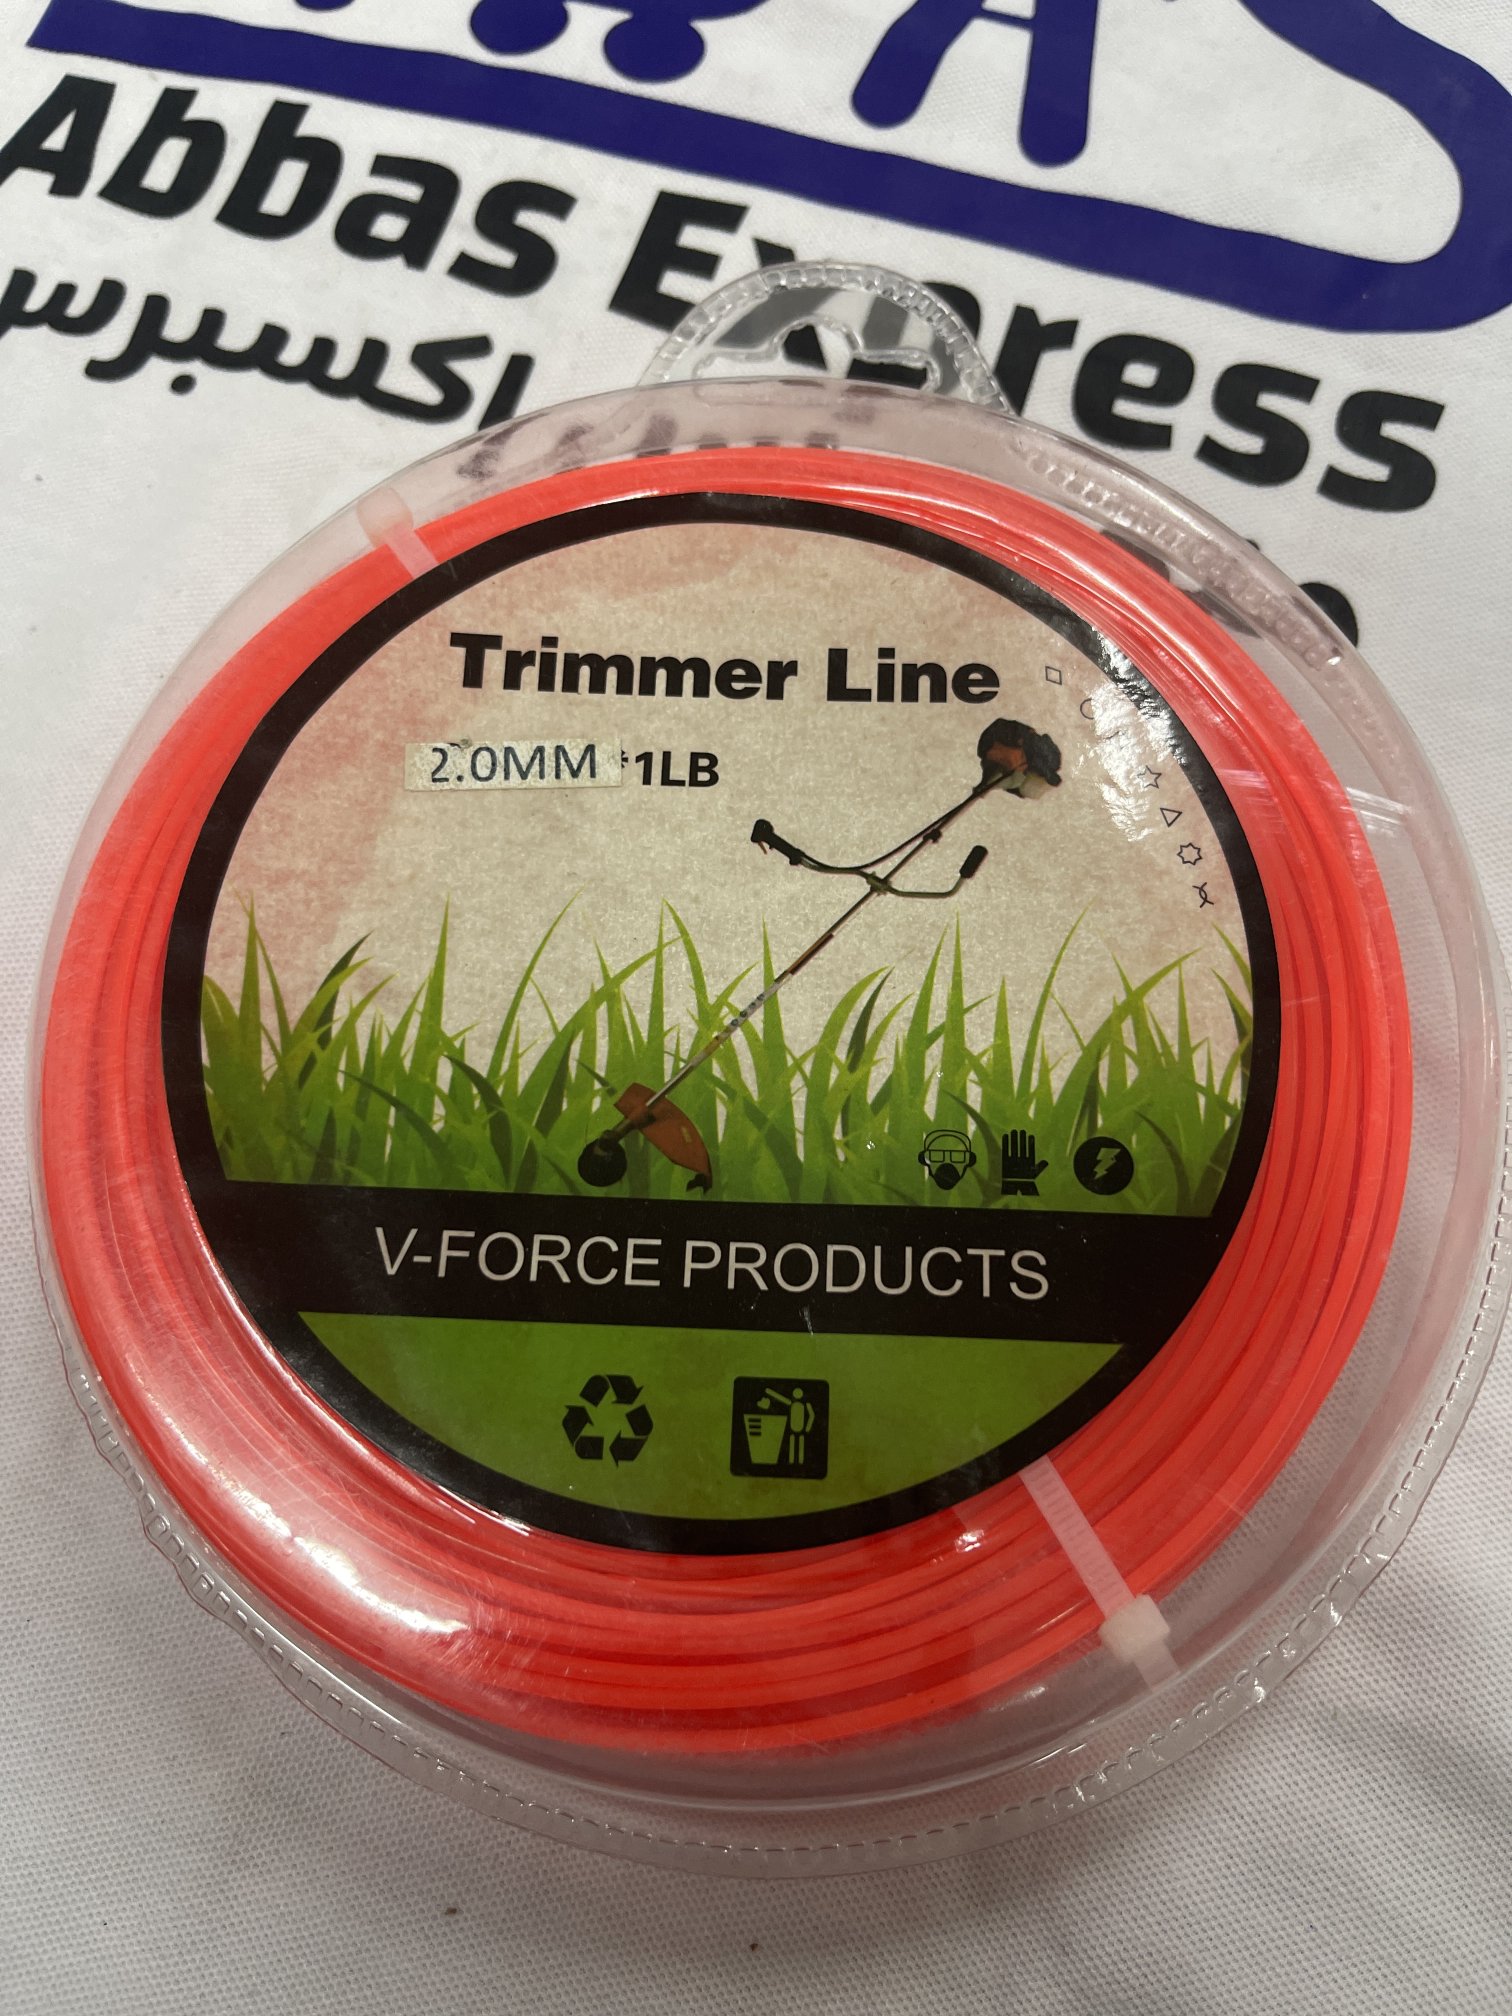 Abbas Express
اكسبرس
Trimmer Line
2.0MM *1LB
V-FORCE PRODUCTS